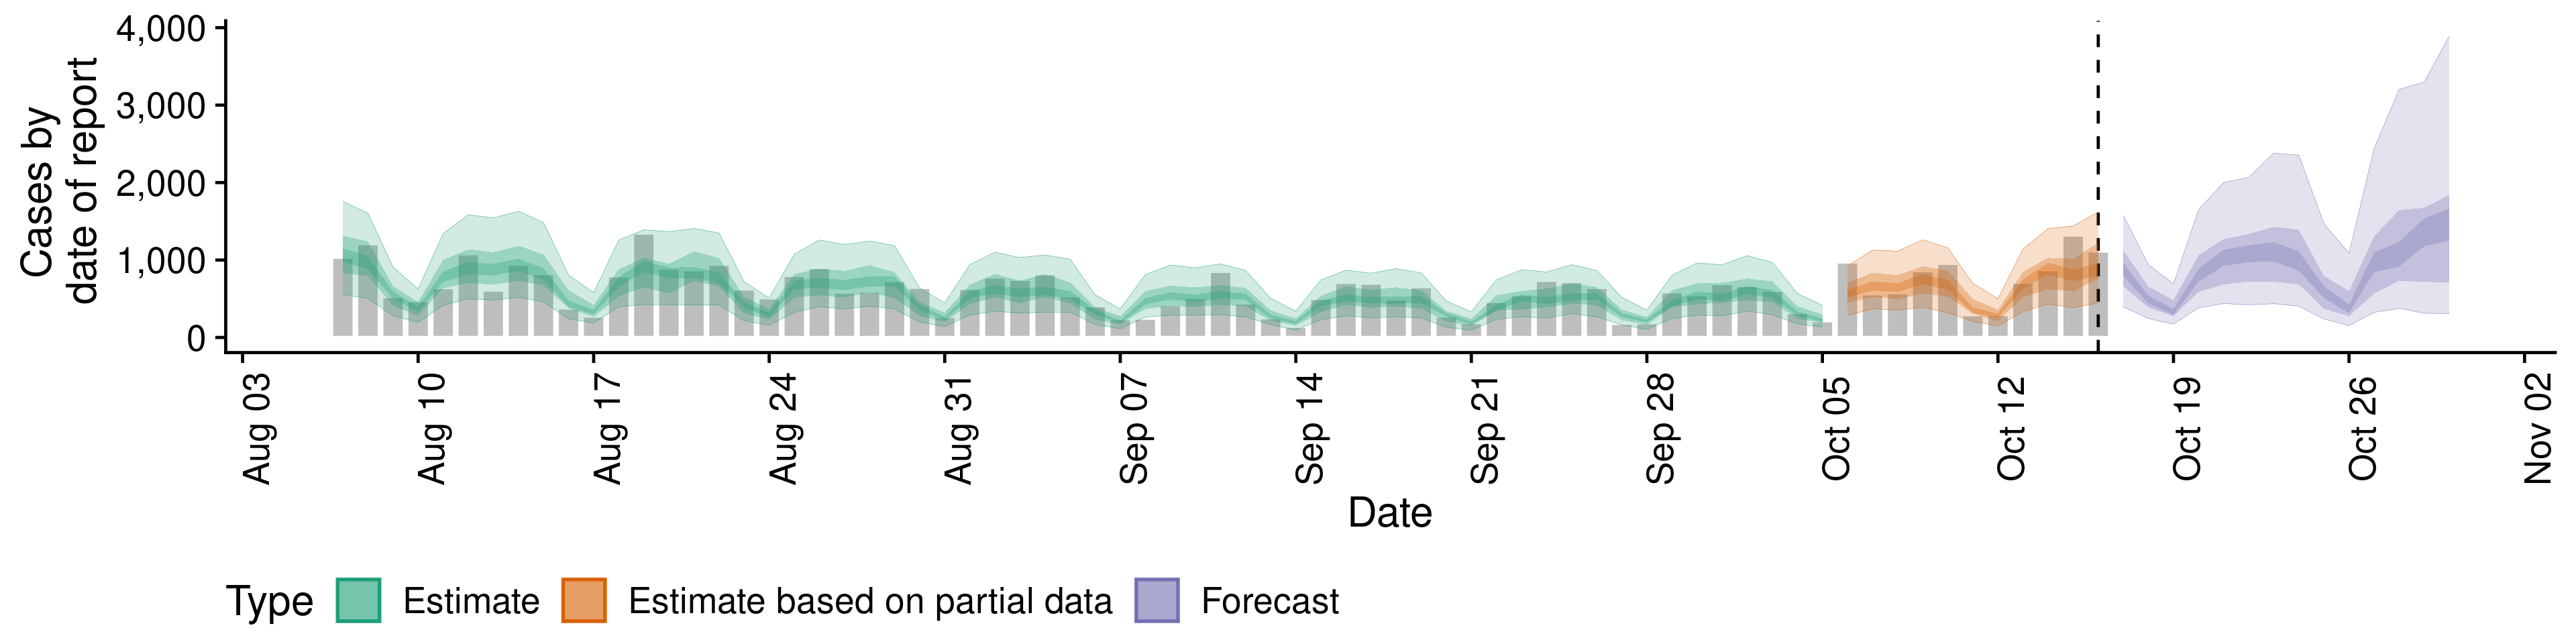 Cases by
date of report
4,000
3,000
2,000
1,000
0
Aug 03
Aug 10
Aug 17
Aug 24
Aug 31
Sep 07
Sep 14
Sep 21
Sep 28
Oct 05
Oct 12
Oct 19
Oct 26
Nov 02
Date
Type Estimate Estimate based on partial data Forecast